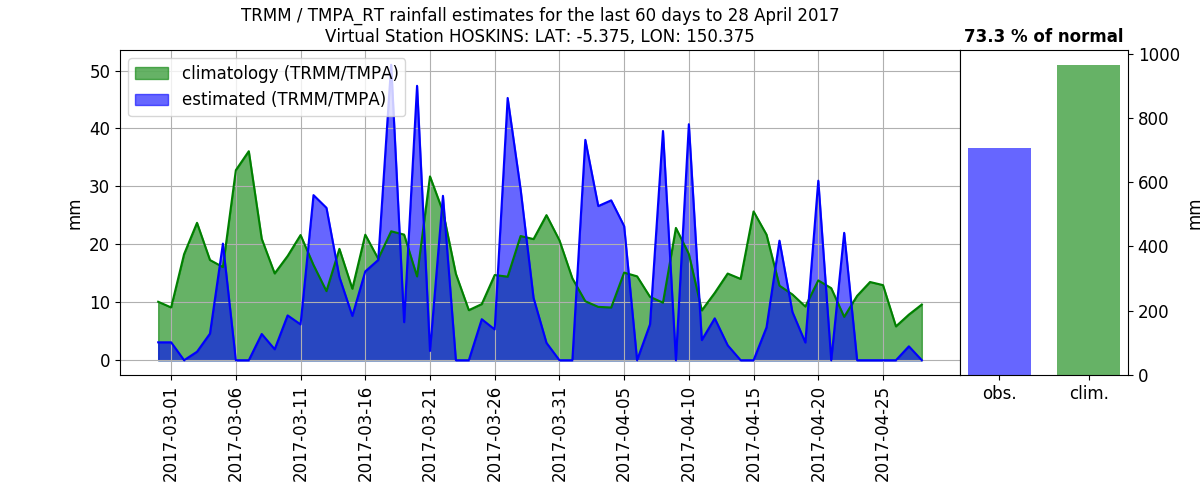 TRMM / TMPA_RT rainfall estimates for the last 60 days to 28 April 2017
Virtual Station HOSKINS: LAT: -5.375, LON: 150.375
73.3 % of normal
climatology (TRMM/TMPA)
estimated (TRMM/TMPA)
mm
50
40
30
20
10
0
2017-03-01
2017-03-06
2017-03-11
2017-03-16
2017-03-21
2017-03-26
2017-03-31
2017-04-05
2017-04-10
2017-04-15
2017-04-20
2017-04-25
obs.
clim.
1000
800
600
400
200
0
mm